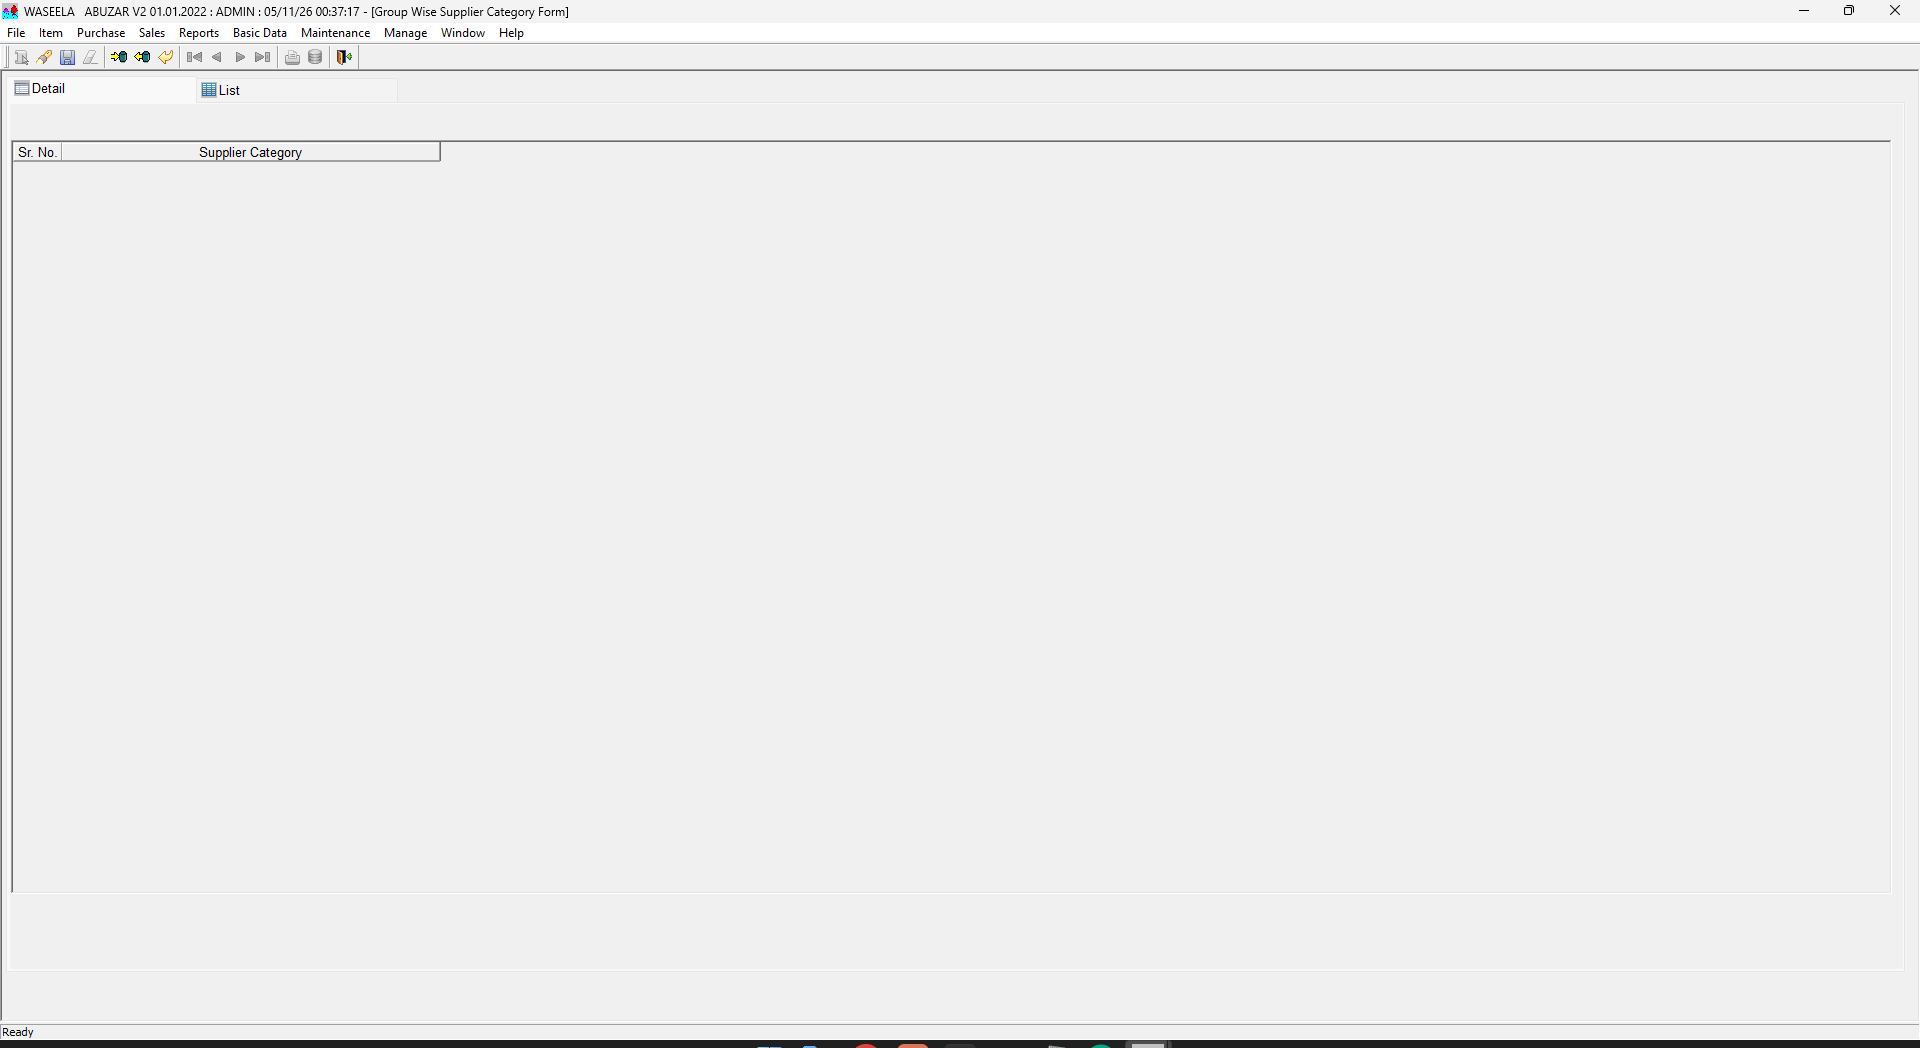 WASEELA   ABUZAR V2 01.01.2022 : ADMIN : 05/11/26 00:37:17 - [Group Wise Supplier Category Form]
File Item Purchase Sales Reports Basic Data Maintenance Manage Window Help
Detail List
Sr. No. Supplier Category
Ready